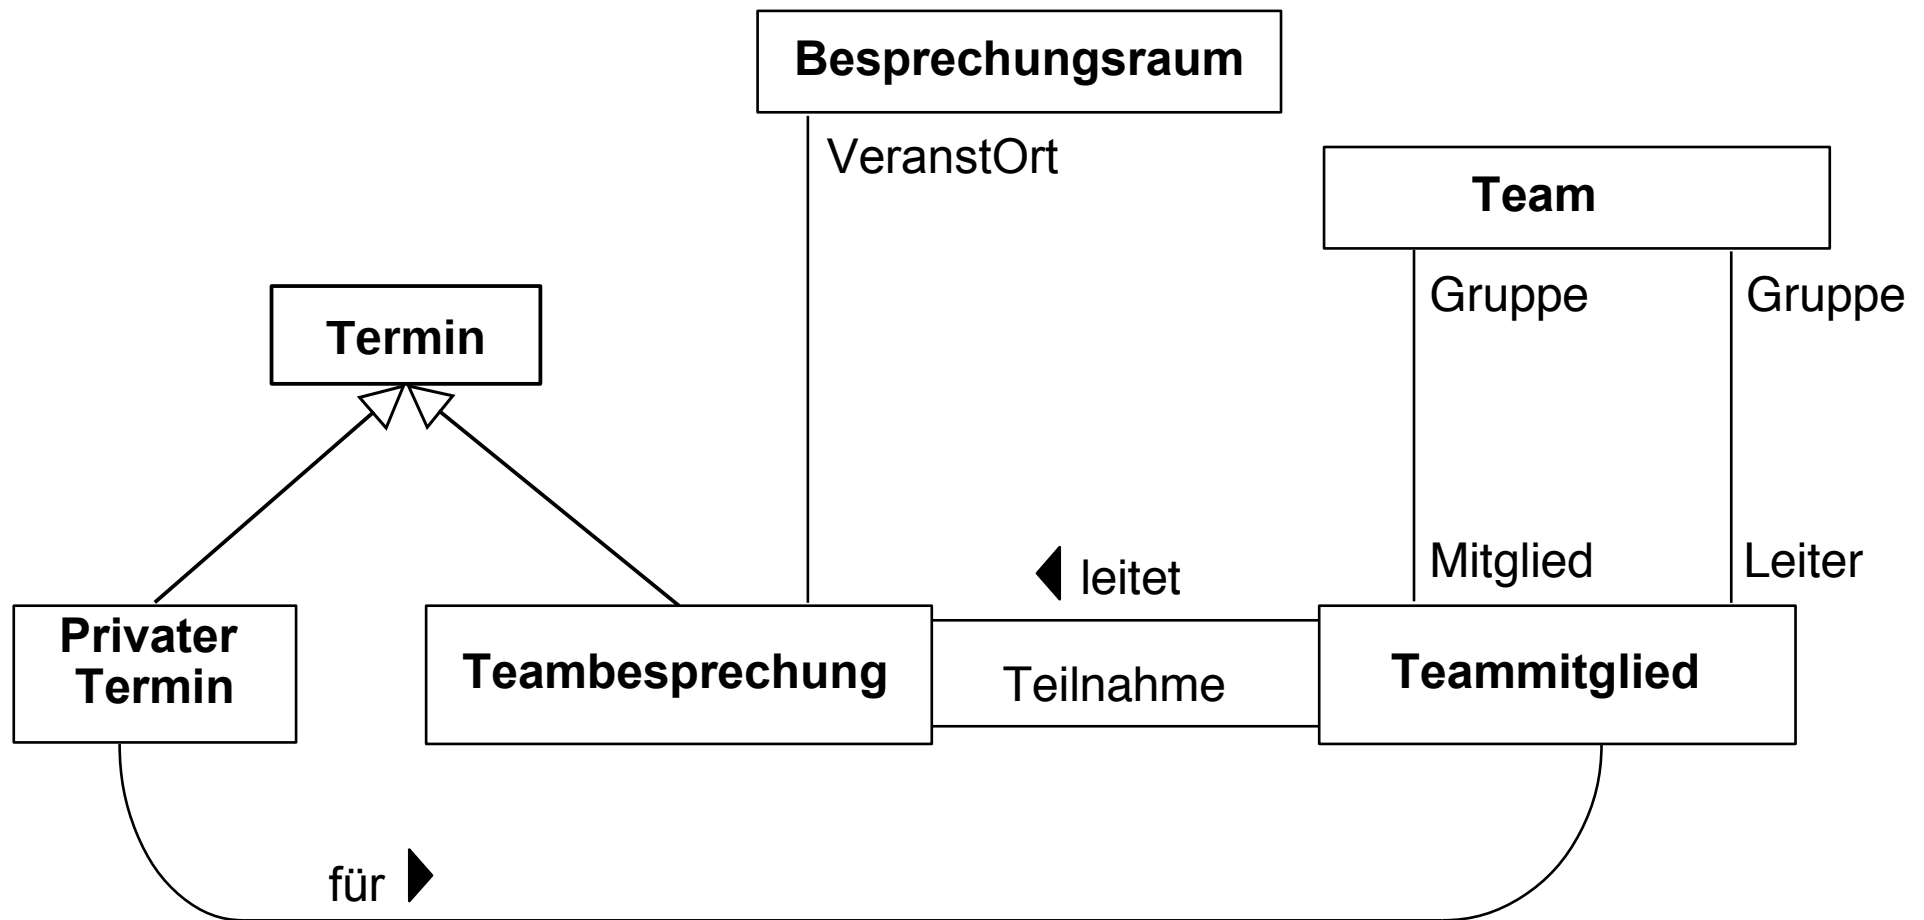 Besprechungsraum
VeranstOrt
Team
Gruppe
Gruppe
Termin
leitet
Mitglied
Leiter
Privater
Termin
Teambesprechung
Teilnahme
Teammitglied
für